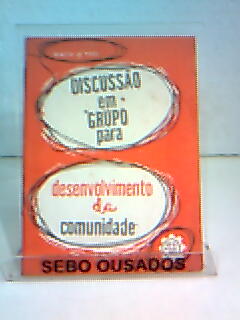 DISCUSSÃO
em
GRUPO
para
desenvolvimento
da
comunidade
SEBO OUSADOS